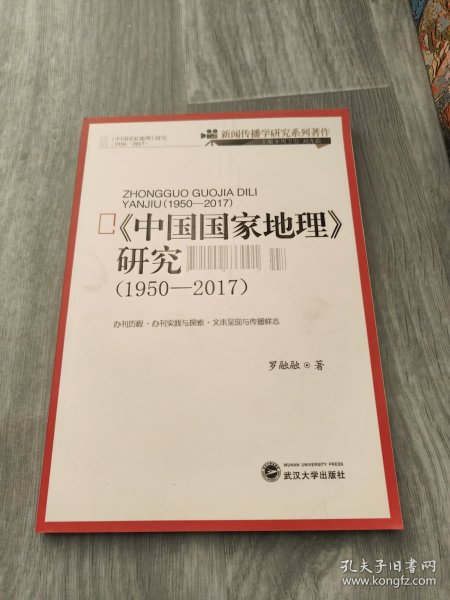 《中国国家地理》研究
（1950—2017）
新闻传播学研究系列著作
ZHONGGUO GUOJIA DILI
YANJIU(1950—2017)
《中国国家地理》
研究
(1950—2017)
办刊历程·办刊实践与探索·文本呈现与传播样态
罗融融⊙著
WUHAN UNIVERSITY PRESS
武汉大学出版社
孔夫子旧书网
www.kongfz.com